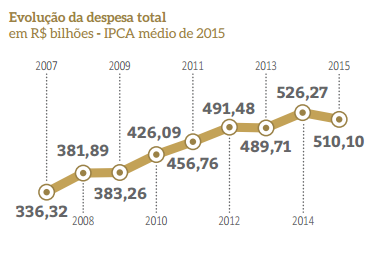 Evolução da despesa total
em R$ bilhões - IPCA médio de 2015
2007 2009 2011 2013 2015
526,27
491,48
426,09
381,89
510,10
489,71
456,76
383,26
336,32
2008 2010 2012 2014